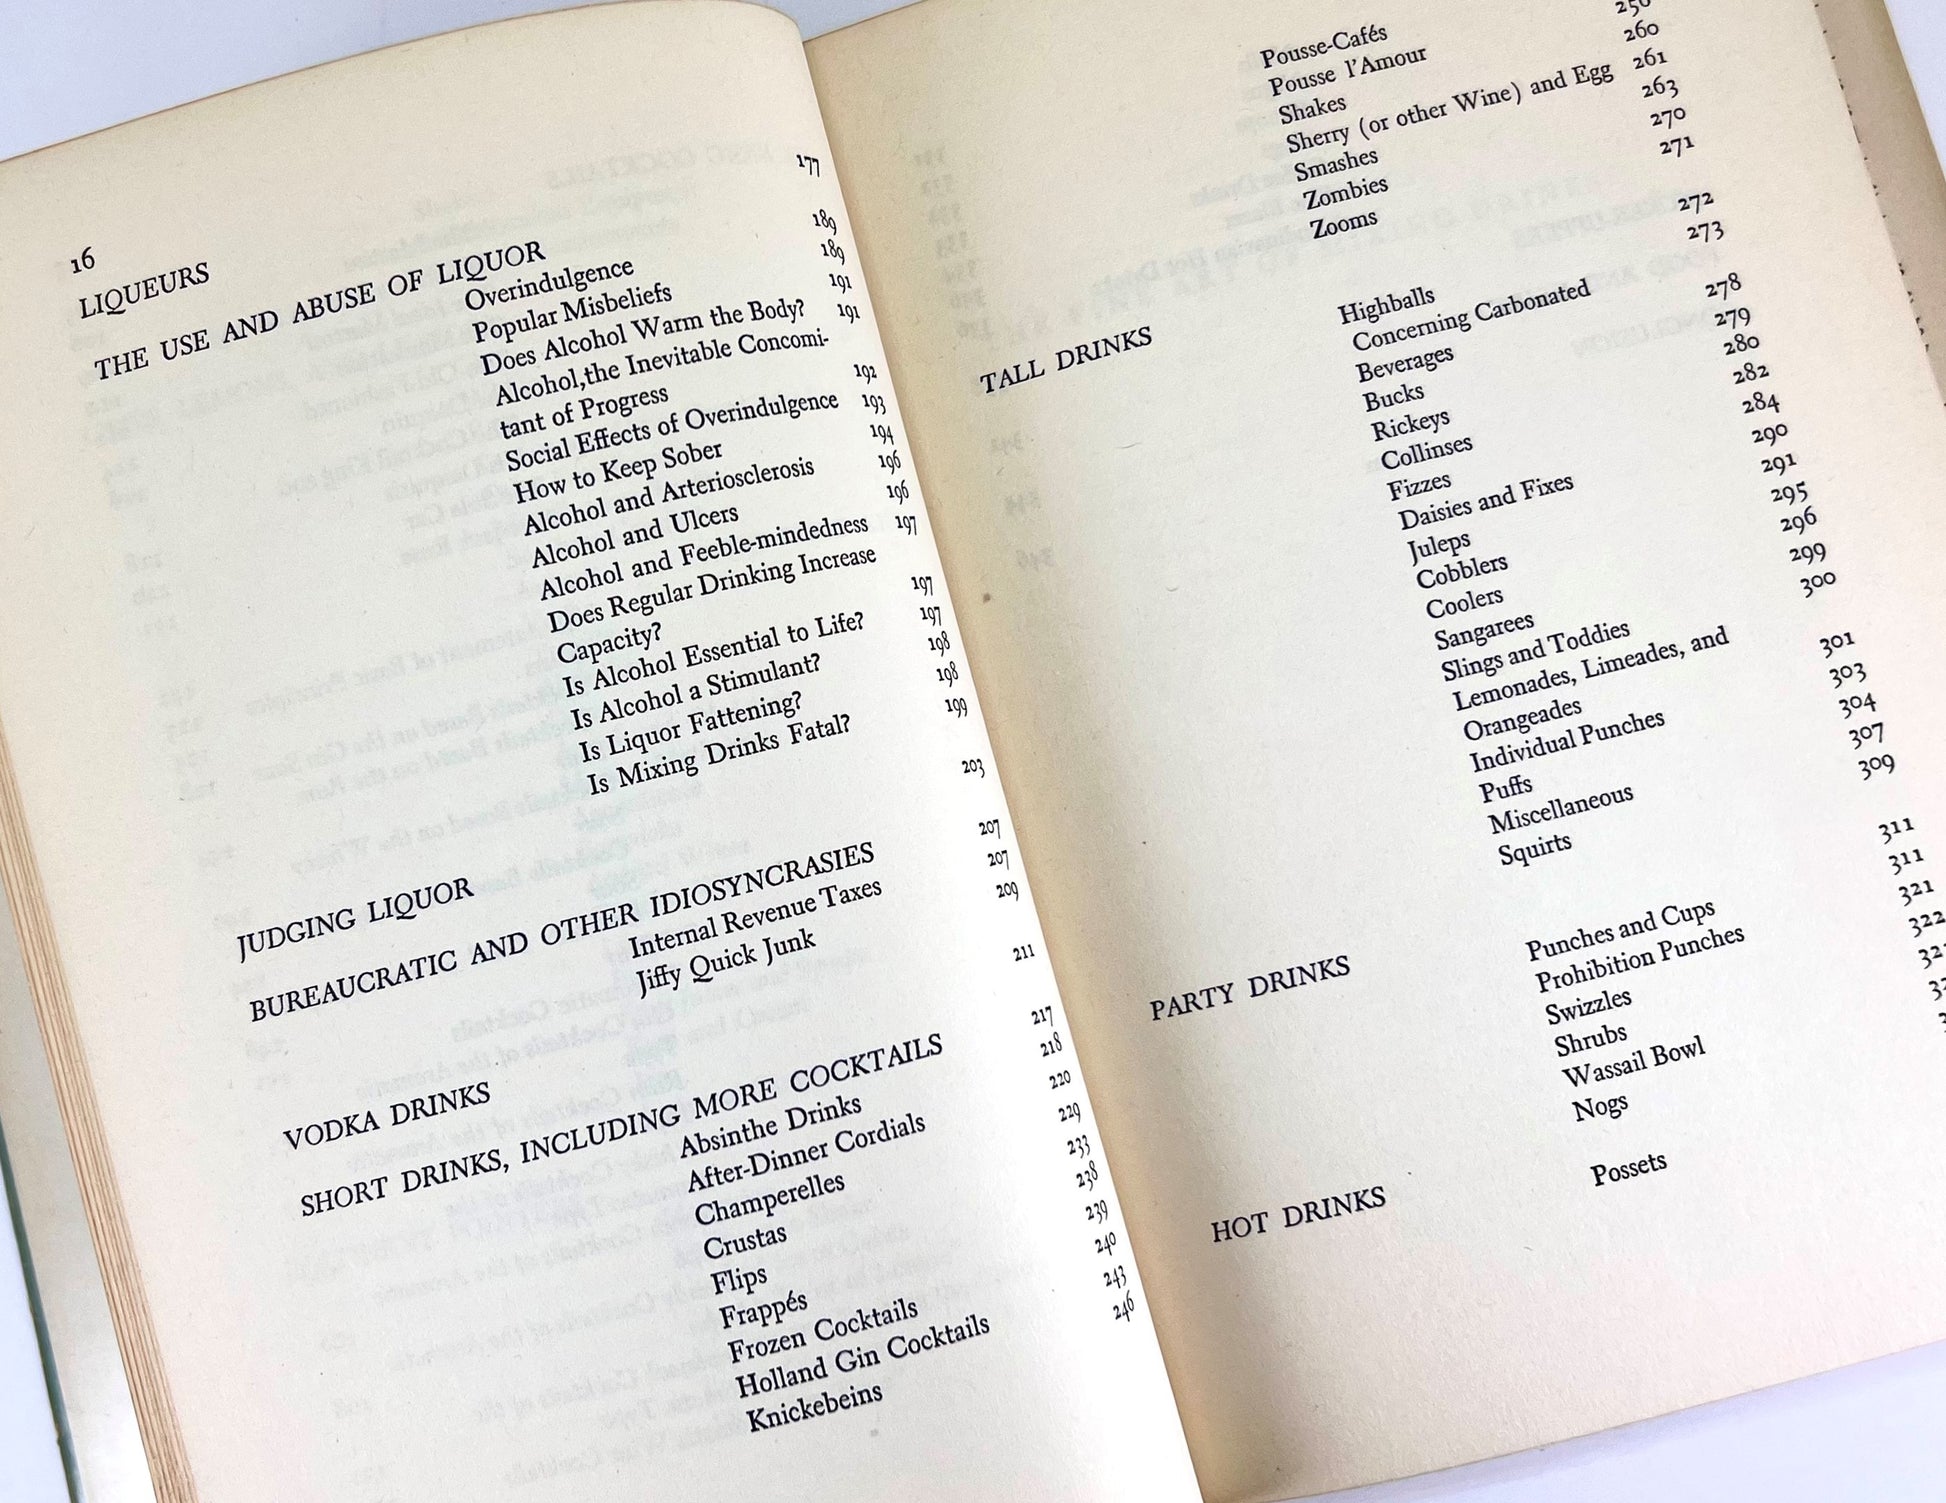 16
LIQUEURS 177
THE USE AND ABUSE OF LIQUOR 189
Overindulgence 189
Popular Misbeliefs 191
Does Alcohol Warm the Body? 191
Alcohol,the Inevitable Concomi-
tant of Progress 192
Social Effects of Overindulgence 193
How to Keep Sober 194
Alcohol and Arteriosclerosis 196
Alcohol and Ulcers 196
Alcohol and Feeble-mindedness 197
Does Regular Drinking Increase
Capacity? 197
Is Alcohol Essential to Life? 197
Is Alcohol a Stimulant? 198
Is Liquor Fattening? 198
Is Mixing Drinks Fatal? 199
JUDGING LIQUOR 203
BUREAUCRATIC AND OTHER IDIOSYNCRASIES 207
Internal Revenue Taxes 207
Jiffy Quick Junk 209
VODKA DRINKS 211
SHORT DRINKS, INCLUDING MORE COCKTAILS 217
Absinthe Drinks 218
After-Dinner Cordials 220
Champerelles 229
Crustas 233
Flips 238
Frappés 239
Frozen Cocktails 240
Holland Gin Cocktails 243
Knickebeins 246
Pousse-Cafés
Pousse l'Amour
Shakes 260
Sherry (or other Wine) and Egg 261
Smashes 263
Zombies 270
Zooms 271
TALL DRINKS 272
Highballs 273
Concerning Carbonated
Beverages 278
Bucks 279
Rickeys 280
Collinses 282
Fizzes 284
Daisies and Fixes 290
Juleps 291
Cobblers 295
Coolers 296
Sangarees 299
Slings and Toddies 300
Lemonades, Limeades, and
Orangeades 301
Individual Punches 303
Puffs 304
Miscellaneous 307
Squirts 309
PARTY DRINKS 311
Punches and Cups 311
Prohibition Punches 321
Swizzles 322
Shrubs
Wassail Bowl
Nogs
HOT DRINKS
Possets